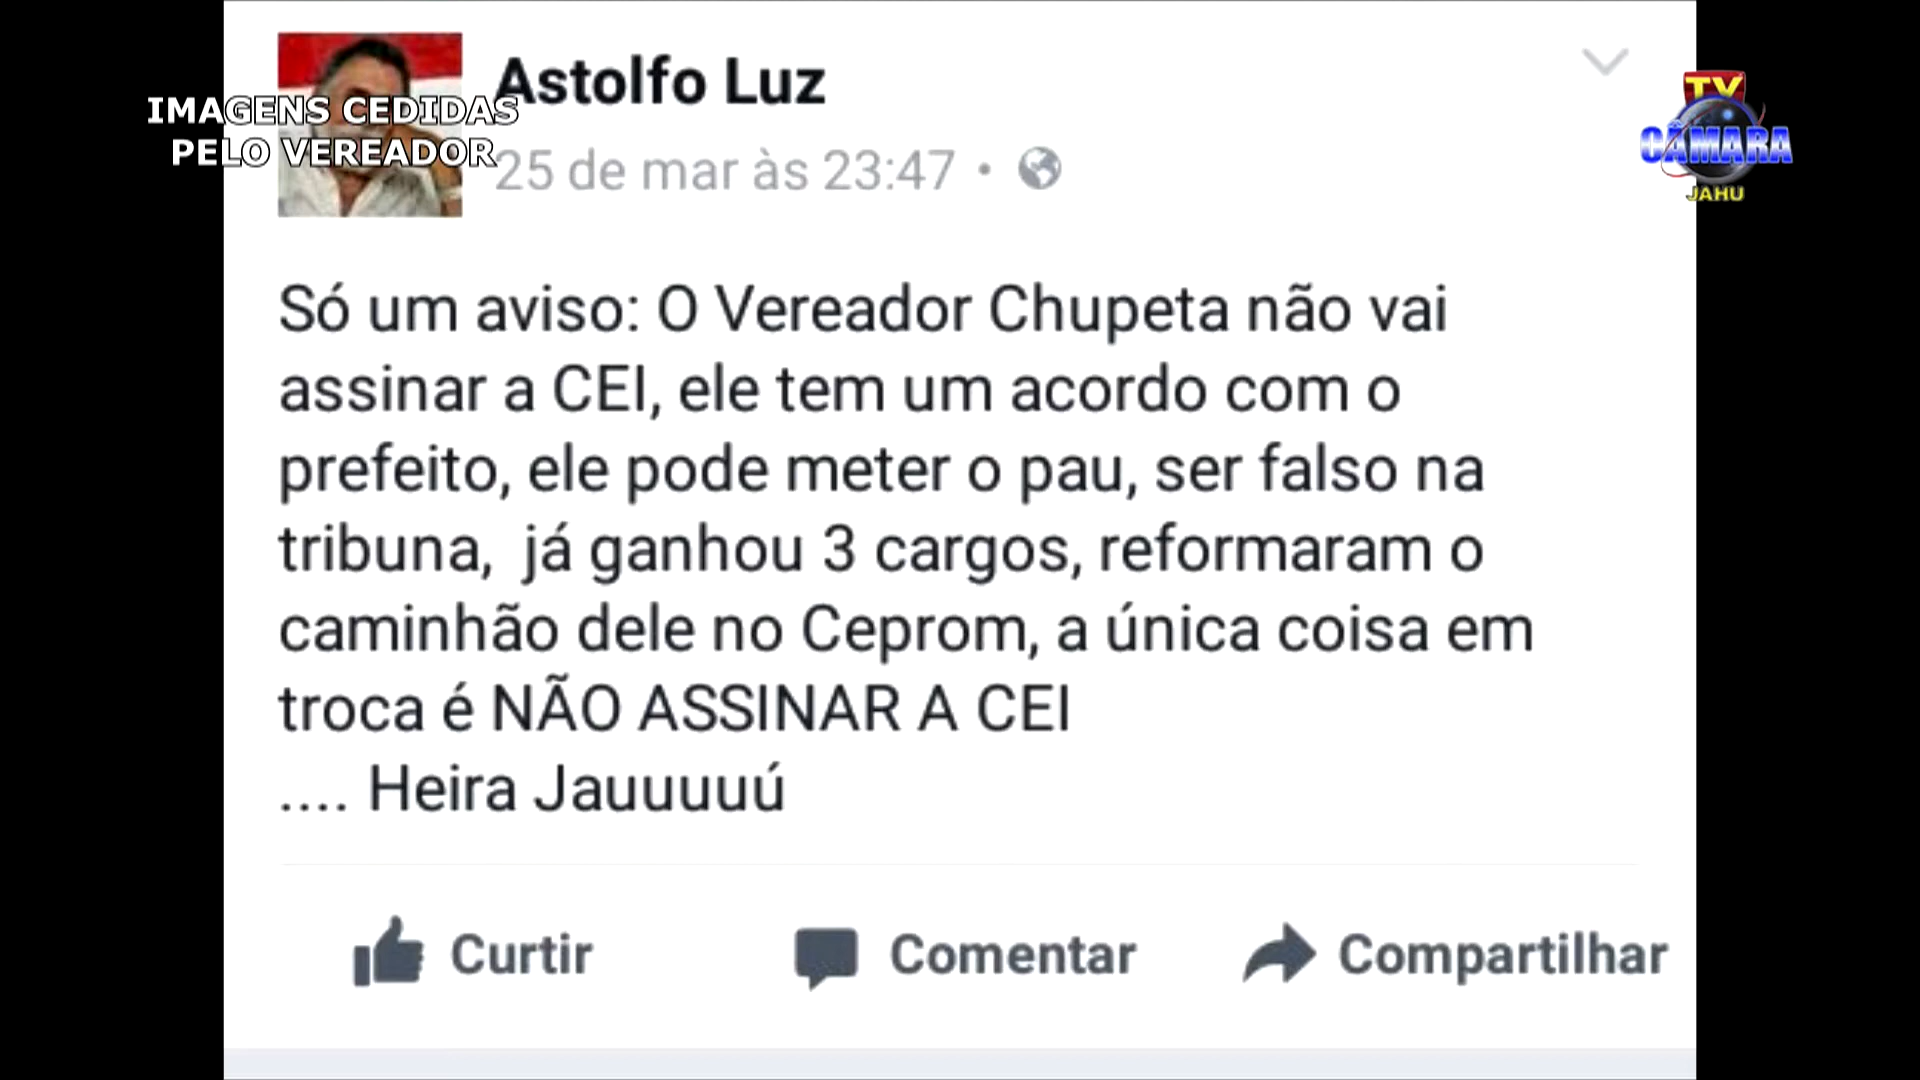 Astolfo Luz
IMAGENS CEDIDAS
PELO VEREADOR
25 de mar às 23:47 •
TV
CÂMARA
JAHU
Só um aviso: O Vereador Chupeta não vai
assinar a CEI, ele tem um acordo com o
prefeito, ele pode meter o pau, ser falso na
tribuna,  já ganhou 3 cargos, reformaram o
caminhão dele no Ceprom, a única coisa em
troca é NÃO ASSINAR A CEI
.... Heira Jauuuuú
Curtir
Comentar
Compartilhar